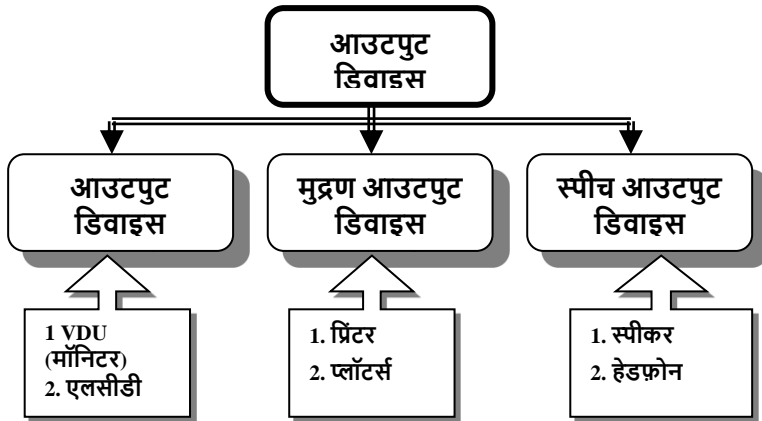 आउटपुट
डिवाइस
आउटपुट
डिवाइस
मुद्रण आउटपुट
डिवाइस
स्पीच आउटपुट
डिवाइस
1 VDU
(मॉनिटर)
2. एलसीडी
1. प्रिंटर
2. प्लॉटर्स
1. स्पीकर
2. हेडफ़ोन